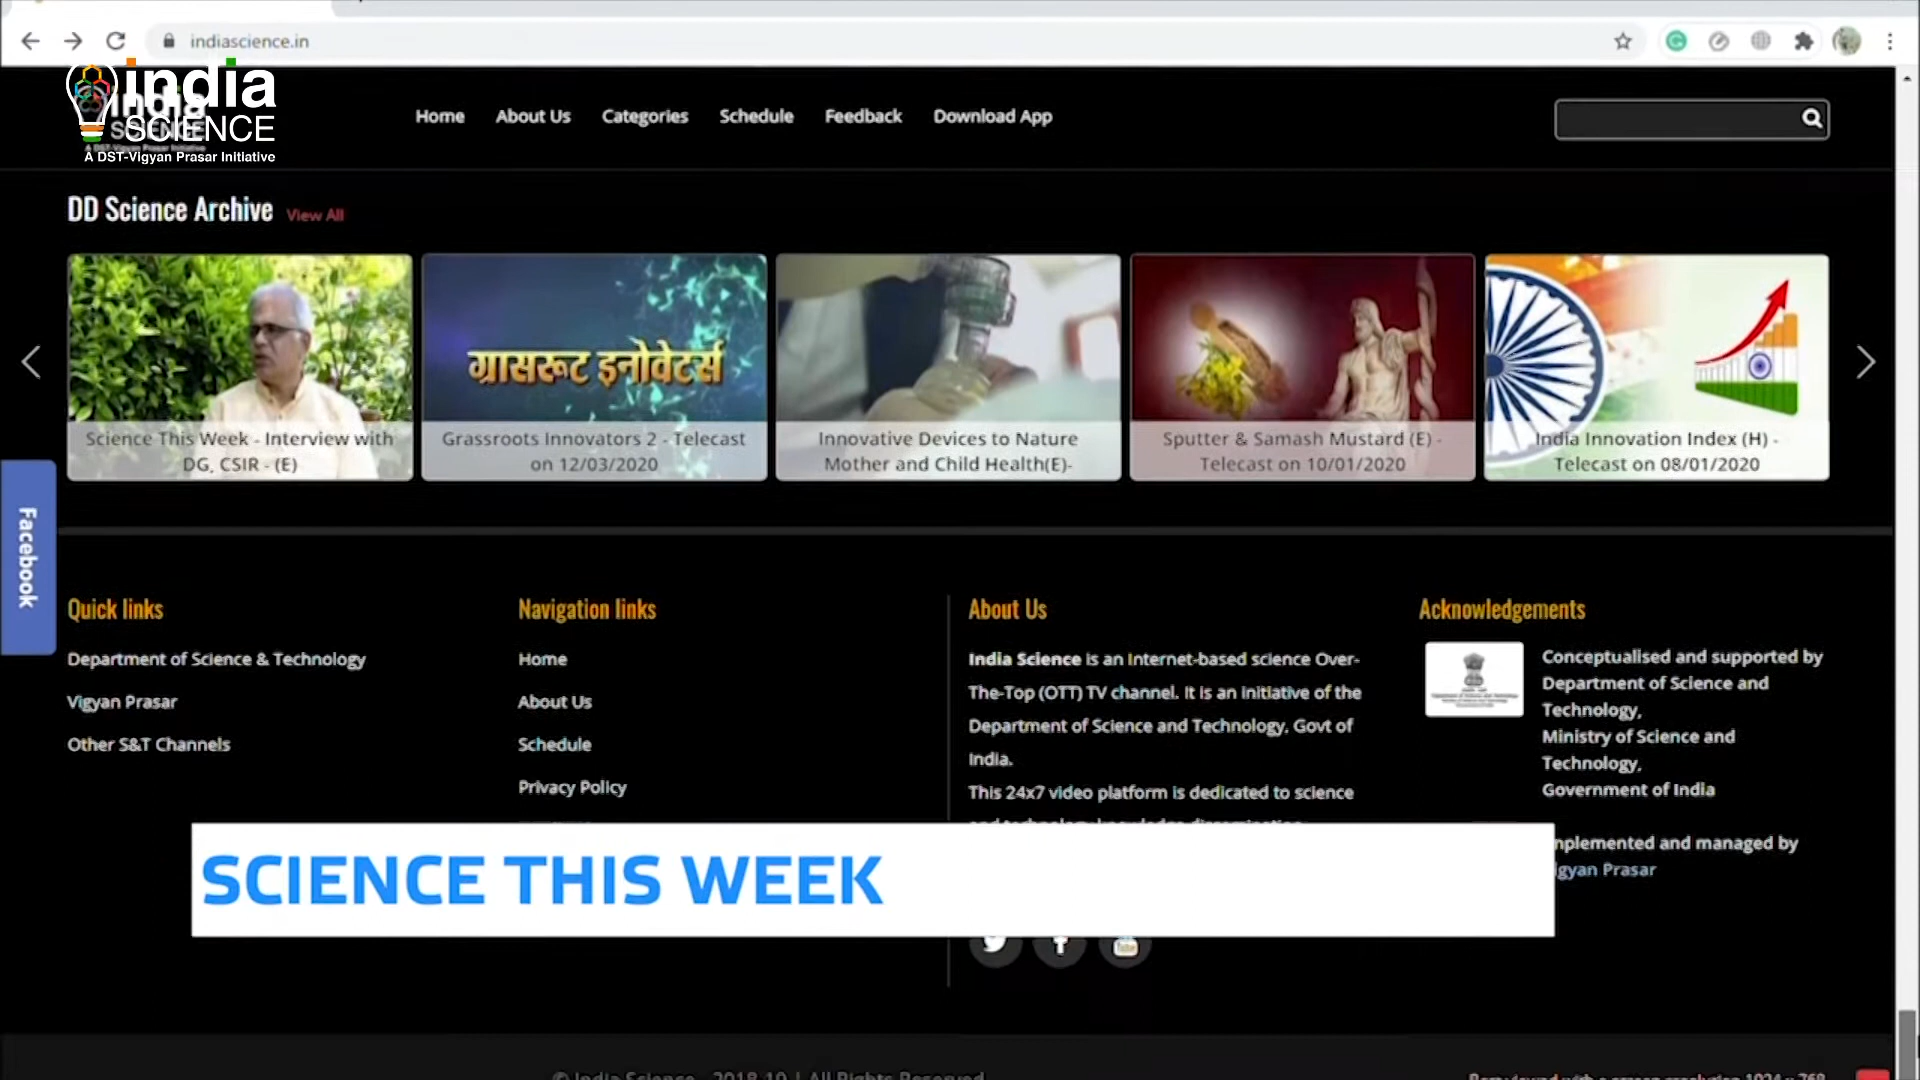 indiascience.in
india
SCIENCE
A DST-Vigyan Prasar Initiative
Home
About Us
Categories
Schedule
Feedback
Download App
DD Science Archive
View All
Science This Week - Interview with
DG, CSIR - (E)
ग्रासरूट इनोवेटर्स
Grassroots Innovators 2 - Telecast
on 12/03/2020
Innovative Devices to Nature
Mother and Child Health(E)-
Sputter & Samash Mustard (E) -
Telecast on 10/01/2020
India Innovation Index (H) -
Telecast on 08/01/2020
Facebook
Quick links
Department of Science & Technology
Vigyan Prasar
Other S&T Channels
Navigation links
Home
About Us
Schedule
Privacy Policy
About Us
India Science is an Internet-based science Over-
The-Top (OTT) TV channel. It is an initiative of the
Department of Science and Technology, Govt of
India.
This 24x7 video platform is dedicated to science
Acknowledgements
Conceptualised and supported by
Department of Science and
Technology,
Ministry of Science and
Technology,
Government of India
managed by
Prasar
SCIENCE THIS WEEK